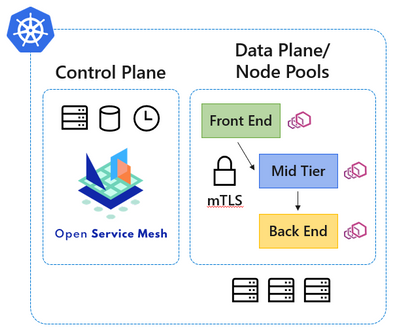 Control Plane
Data Plane/
Node Pools
Front End
Mid Tier
mTLS
Back End
Open Service Mesh